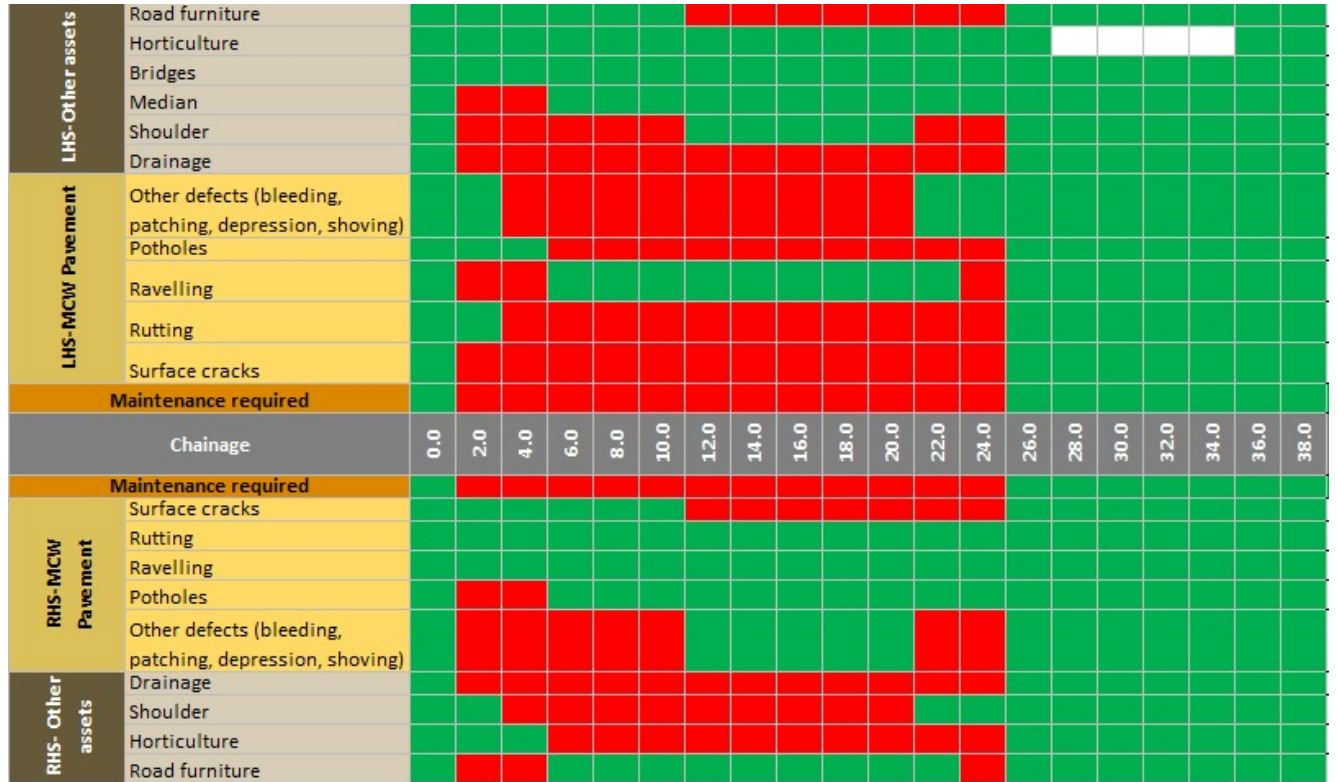 LHS-Other assets
Road furniture
Horticulture
Bridges
Median
Shoulder
Drainage
LHS-MCW Pavement
Other defects (bleeding,
patching, depression, shoving)
Potholes
Ravelling
Rutting
Surface cracks
Maintenance required
Chainage 0.0 2.0 4.0 6.0 8.0 10.0 12.0 14.0 16.0 18.0 20.0 22.0 24.0 26.0 28.0 30.0 32.0 34.0 36.0 38.0
Maintenance required
RHS-MCW
Pavement
Surface cracks
Rutting
Ravelling
Potholes
Other defects (bleeding,
patching, depression, shoving)
RHS- Other
assets
Drainage
Shoulder
Horticulture
Road furniture